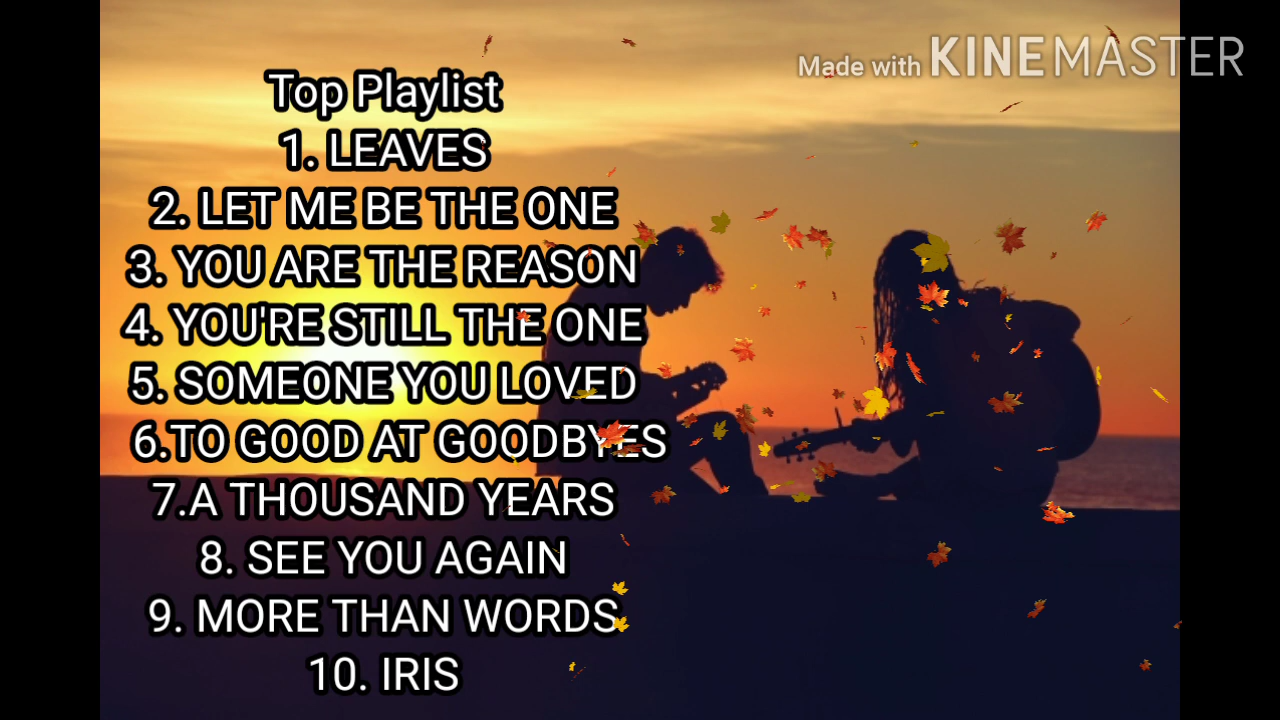 Made with KINEMASTER
Top Playlist
1. LEAVES
2. LET ME BE THE ONE
3. YOU ARE THE REASON
4. YOU'RE STILL THE ONE
5. SOMEONE YOU LOVED
6.TO GOOD AT GOODBYES
7.A THOUSAND YEARS
8. SEE YOU AGAIN
9. MORE THAN WORDS
10. IRIS